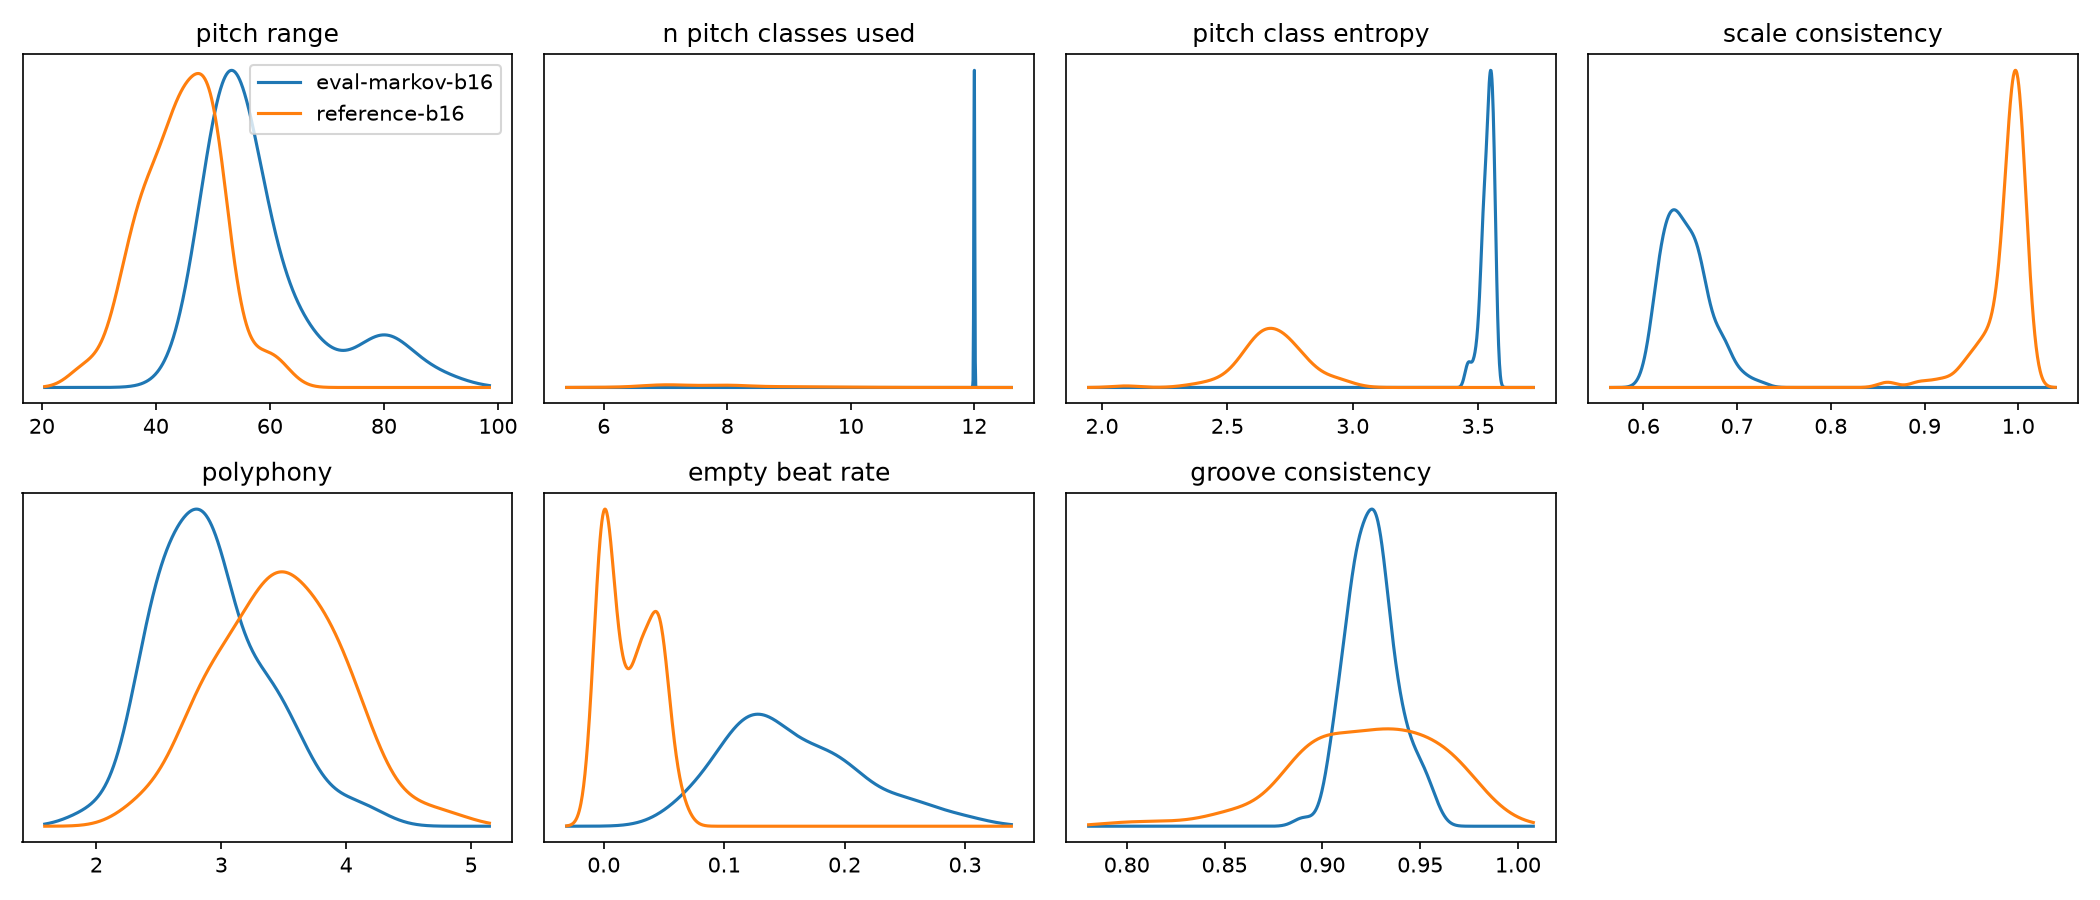 pitch range
n pitch classes used
pitch class entropy
scale consistency
eval-markov-b16
reference-b16
20 40 60 80 100
6 8 10 12
2.0 2.5 3.0 3.5
0.6 0.7 0.8 0.9 1.0
polyphony
empty beat rate
groove consistency
2 3 4 5
0.0 0.1 0.2 0.3
0.80 0.85 0.90 0.95 1.00